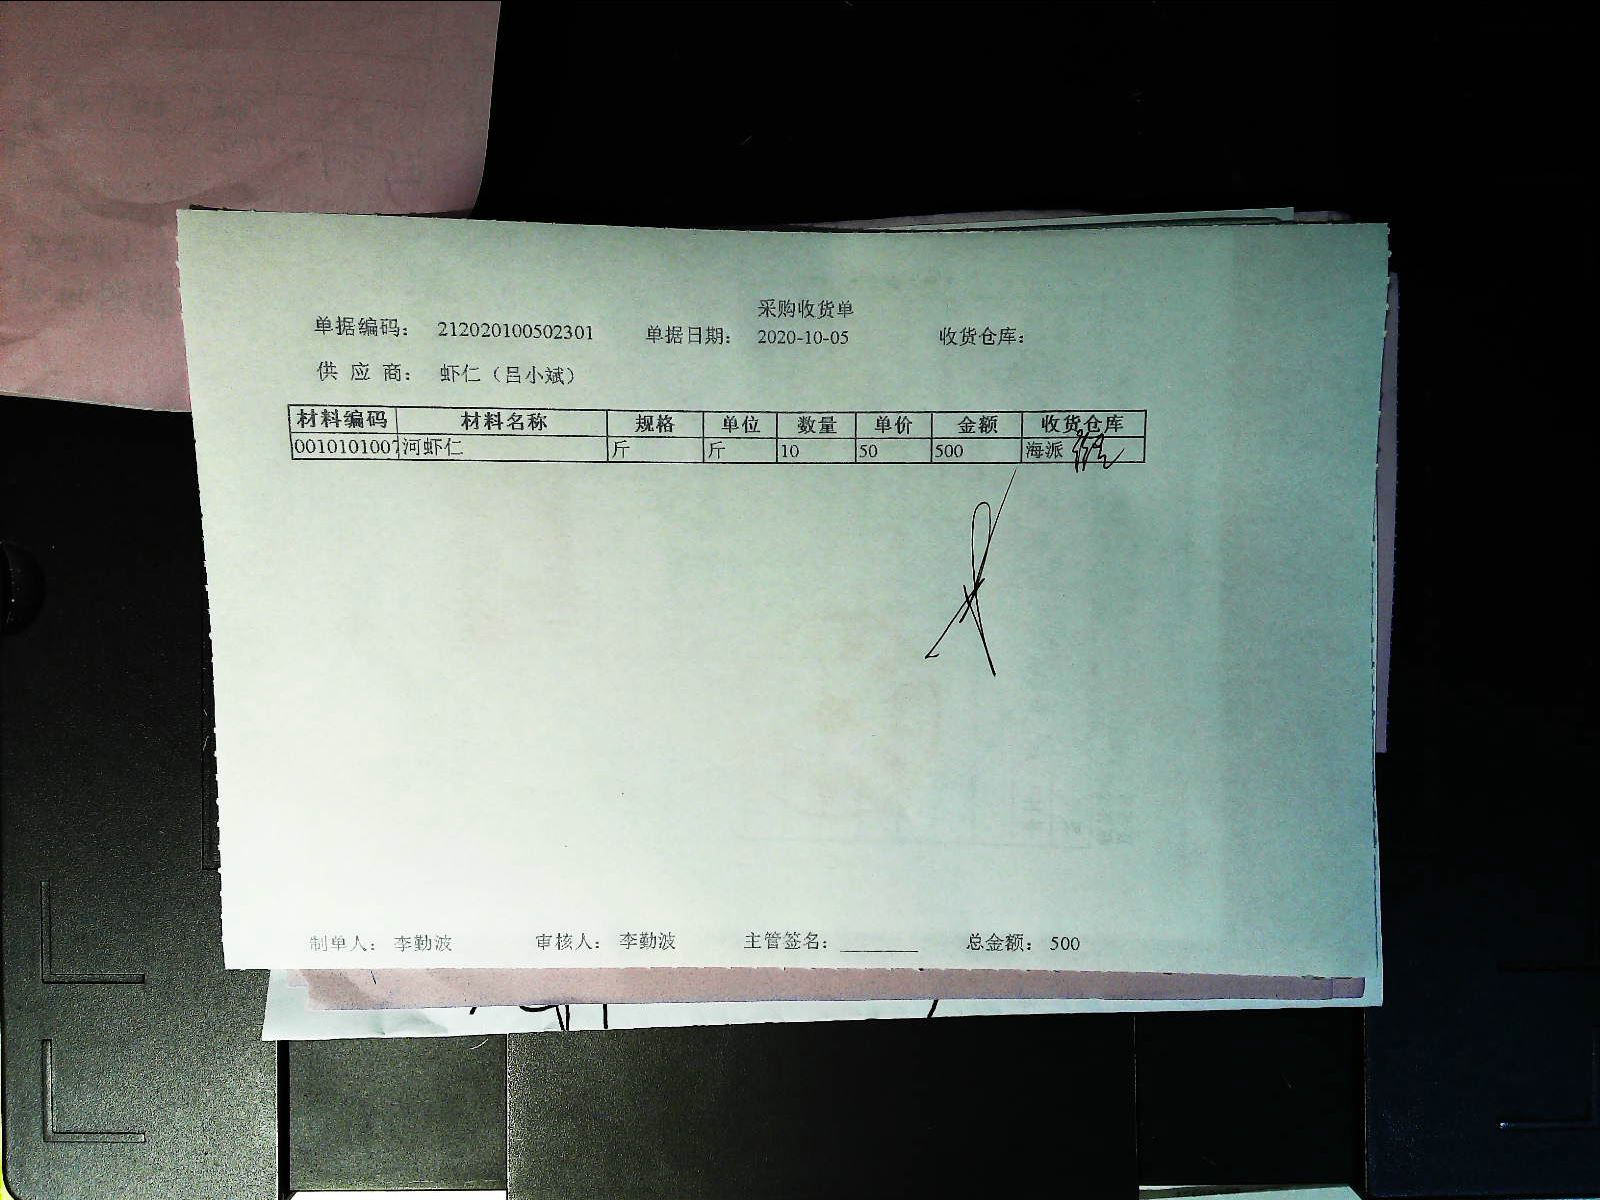 采购收货单
单据编码： 212020100502301 单据日期： 2020-10-05 收货仓库：
供 应 商： 虾仁（吕小斌）
材料编码 材料名称 规格 单位 数量 单价 金额 收货仓库
0010101007 河虾仁 斤 斤 10 50 500 海派
制单人： 李勤波 审核人： 李勤波 主管签名： 总金额： 500